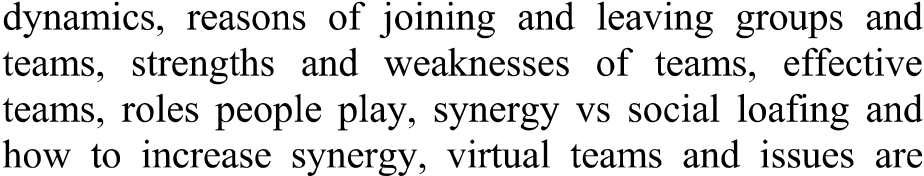 dynamics, reasons of joining and leaving groups and
teams, strengths and weaknesses of teams, effective
teams, roles people play, synergy vs social loafing and
how to increase synergy, virtual teams and issues are